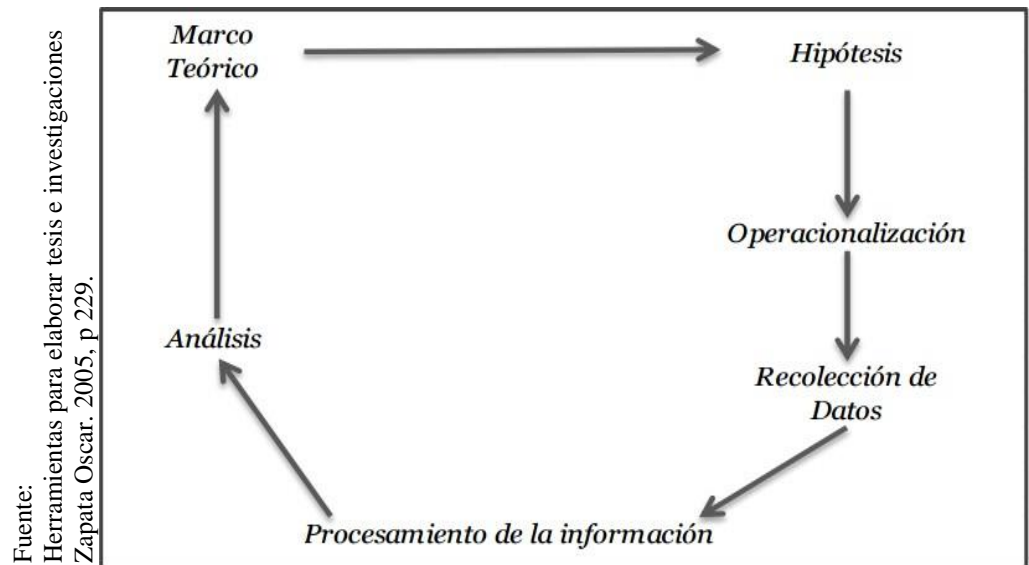 Fuente:
Herramientas para elaborar tesis e investigaciones
Zapata Oscar. 2005, p 229.
Marco
Teórico
Hipótesis
Operacionalización
Recolección de
Datos
Procesamiento de la información
Análisis